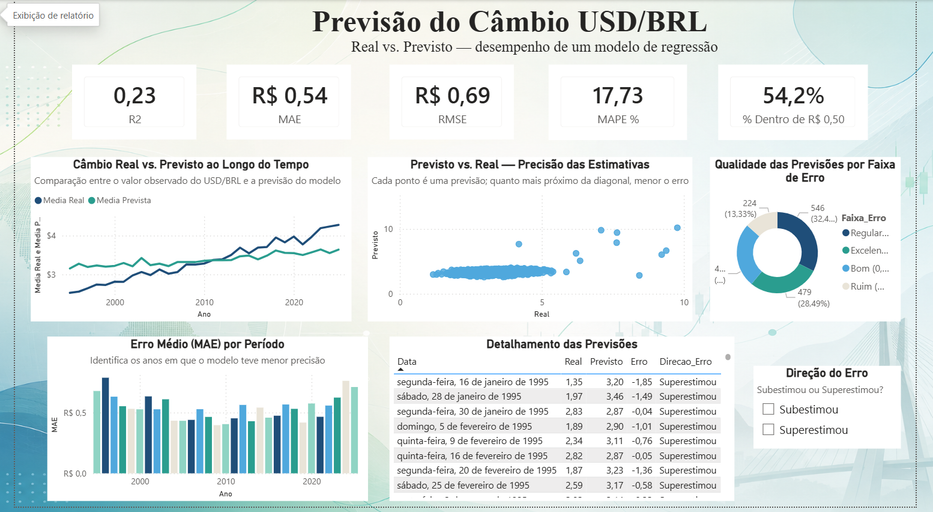 Exibição de relatório
Previsão do Câmbio USD/BRL
Real vs. Previsto — desempenho de um modelo de regressão
0,23
R2
R$ 0,54
MAE
R$ 0,69
RMSE
17,73
MAPE %
54,2%
% Dentro de R$ 0,50
Câmbio Real vs. Previsto ao Longo do Tempo
Comparação entre o valor observado do USD/BRL e a previsão do modelo
Media Real Media Prevista
Media Real e Media P...
$4
$3
2000 2010 2020
Ano
Previsto vs. Real — Precisão das Estimativas
Cada ponto é uma previsão; quanto mais próximo da diagonal, menor o erro
Previsto
10
0
0 5 10
Real
Qualidade das Previsões por Faixa
de Erro
224
(13.33%)
546
(32,4...)
4...
(...)
479
(28.49%)
Faixa_Erro
Regular...
Excelen...
Bom (0,...
Ruim (...
Erro Médio (MAE) por Período
Identifica os anos em que o modelo teve menor precisão
MAE
R$ 0,5
R$ 0,0
2000 2010 2020
Ano
Detalhamento das Previsões
Data Real Previsto Erro Direcao_Erro
segunda-feira, 16 de janeiro de 1995 1,35 3,20 -1,85 Superestimou
sábado, 28 de janeiro de 1995 1,97 3,46 -1,49 Superestimou
segunda-feira, 30 de janeiro de 1995 2,83 2,87 -0,04 Superestimou
domingo, 5 de fevereiro de 1995 1,89 2,90 -1,01 Superestimou
quinta-feira, 9 de fevereiro de 1995 2,34 3,11 -0,76 Superestimou
quinta-feira, 16 de fevereiro de 1995 2,82 2,87 -0,05 Superestimou
segunda-feira, 20 de fevereiro de 1995 1,87 3,23 -1,36 Superestimou
sábado, 25 de fevereiro de 1995 2,59 3,17 -0,58 Superestimou
Direção do Erro
Subestimou ou Superestimou?
Subestimou
Superestimou